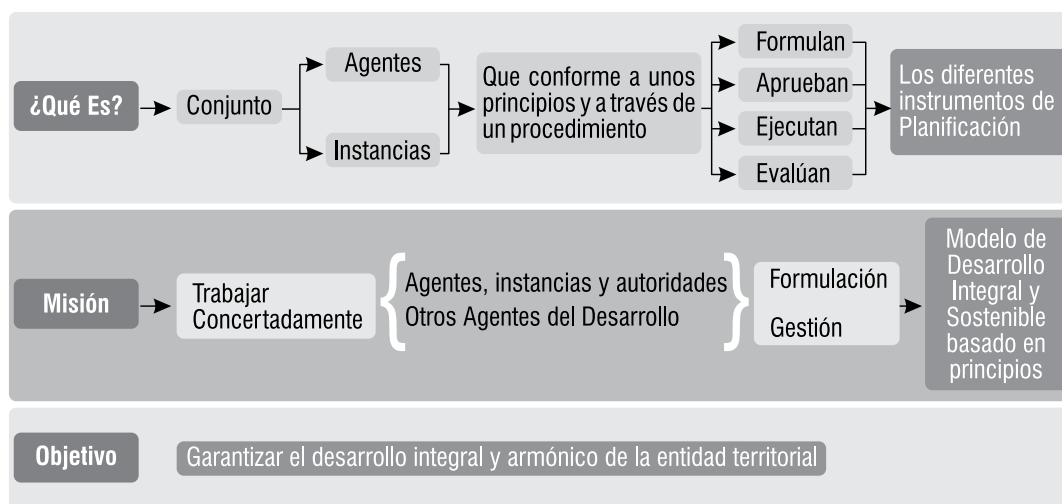 ¿Qué Es?
Conjunto
Agentes
Instancias
Que conforme a unos
principios y a través de
un procedimiento
Formulan
Aprueban
Ejecutan
Evalúan
Los diferentes
instrumentos de
Planificación
Misión
Trabajar
Concertadamente
Agentes, instancias y autoridades
Otros Agentes del Desarrollo
Formulación
Gestión
Modelo de
Desarrollo
Integral y
Sostenible
basado en
principios
Objetivo
Garantizar el desarrollo integral y armónico de la entidad territorial